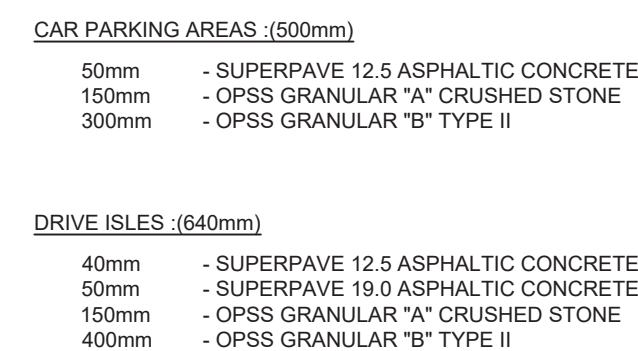 CAR PARKING AREAS :(500mm)
50mm - SUPERPAVE 12.5 ASPHALTIC CONCRETE
150mm - OPSS GRANULAR "A" CRUSHED STONE
300mm - OPSS GRANULAR "B" TYPE II
DRIVE ISLES :(640mm)
40mm - SUPERPAVE 12.5 ASPHALTIC CONCRETE
50mm - SUPERPAVE 19.0 ASPHALTIC CONCRETE
150mm - OPSS GRANULAR "A" CRUSHED STONE
400mm - OPSS GRANULAR "B" TYPE II